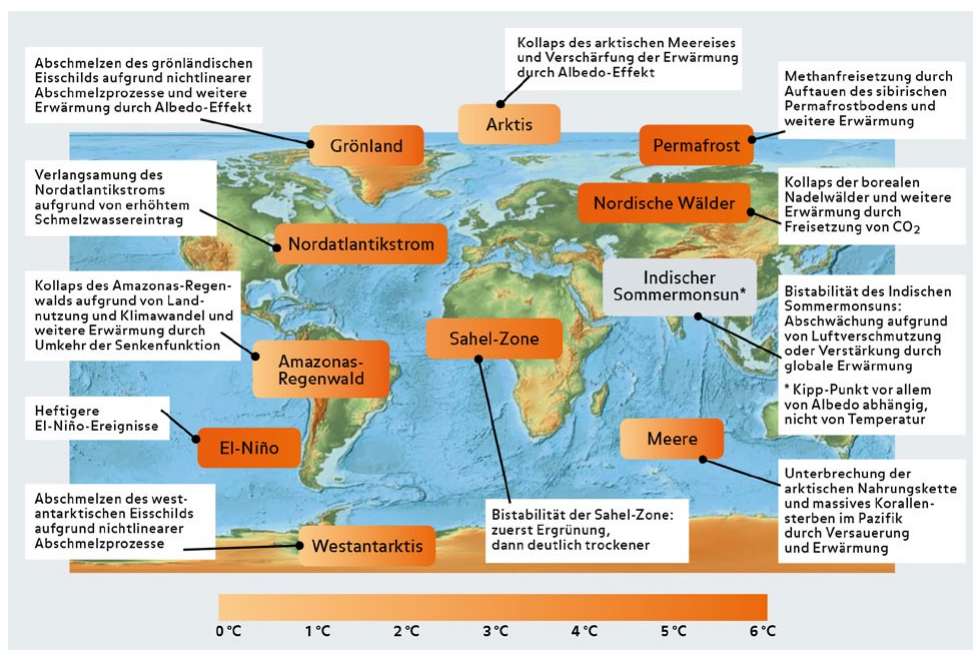 Abschmelzen des grönländischen
Eisschilds aufgrund nichtlinearer
Abschmelzprozesse und weitere
Erwärmung durch Albedo-Effekt
Grönland
Kollaps des arktischen Meereises
und Verschärfung der Erwärmung
durch Albedo-Effekt
Arktis
Methanfreisetzung durch
Auftauen des sibirischen
Permafrostbodens und
weitere Erwärmung
Permafrost
Verlangsamung des
Nordatlantikstroms
aufgrund von erhöhtem
Schmelzwassereintrag
Nordatlantikstrom
Nordische Wälder
Kollaps der borealen
Nadelwälder und weitere
Erwärmung durch
Freisetzung von CO₂
Kollaps des Amazonas-Regen-
walds aufgrund von Land-
nutzung und Klimawandel und
weitere Erwärmung durch
Umkehr der Senkenfunktion
Amazonas-
Regenwald
Sahel-Zone
Indischer
Sommermonsun*
Bistabilität des Indischen
Sommermonsuns:
Abschwächung aufgrund
von Luftverschmutzung
oder Verstärkung durch
globale Erwärmung
* Kipp-Punkt vor allem
von Albedo abhängig,
nicht von Temperatur
Heftigere
El-Niño-Ereignisse
El-Niño
Meere
Abschmelzen des west-
antarktischen Eisschilds
aufgrund nichtlinearer
Abschmelzprozesse
Westantarktis
Bistabilität der Sahel-Zone:
zuerst Ergrünung,
dann deutlich trockener
Unterbrechung der
arktischen Nahrungskette
und massives Korallen-
sterben im Pazifik
durch Versauerung
und Erwärmung
0 °C 1 °C 2 °C 3 °C 4 °C 5 °C 6 °C